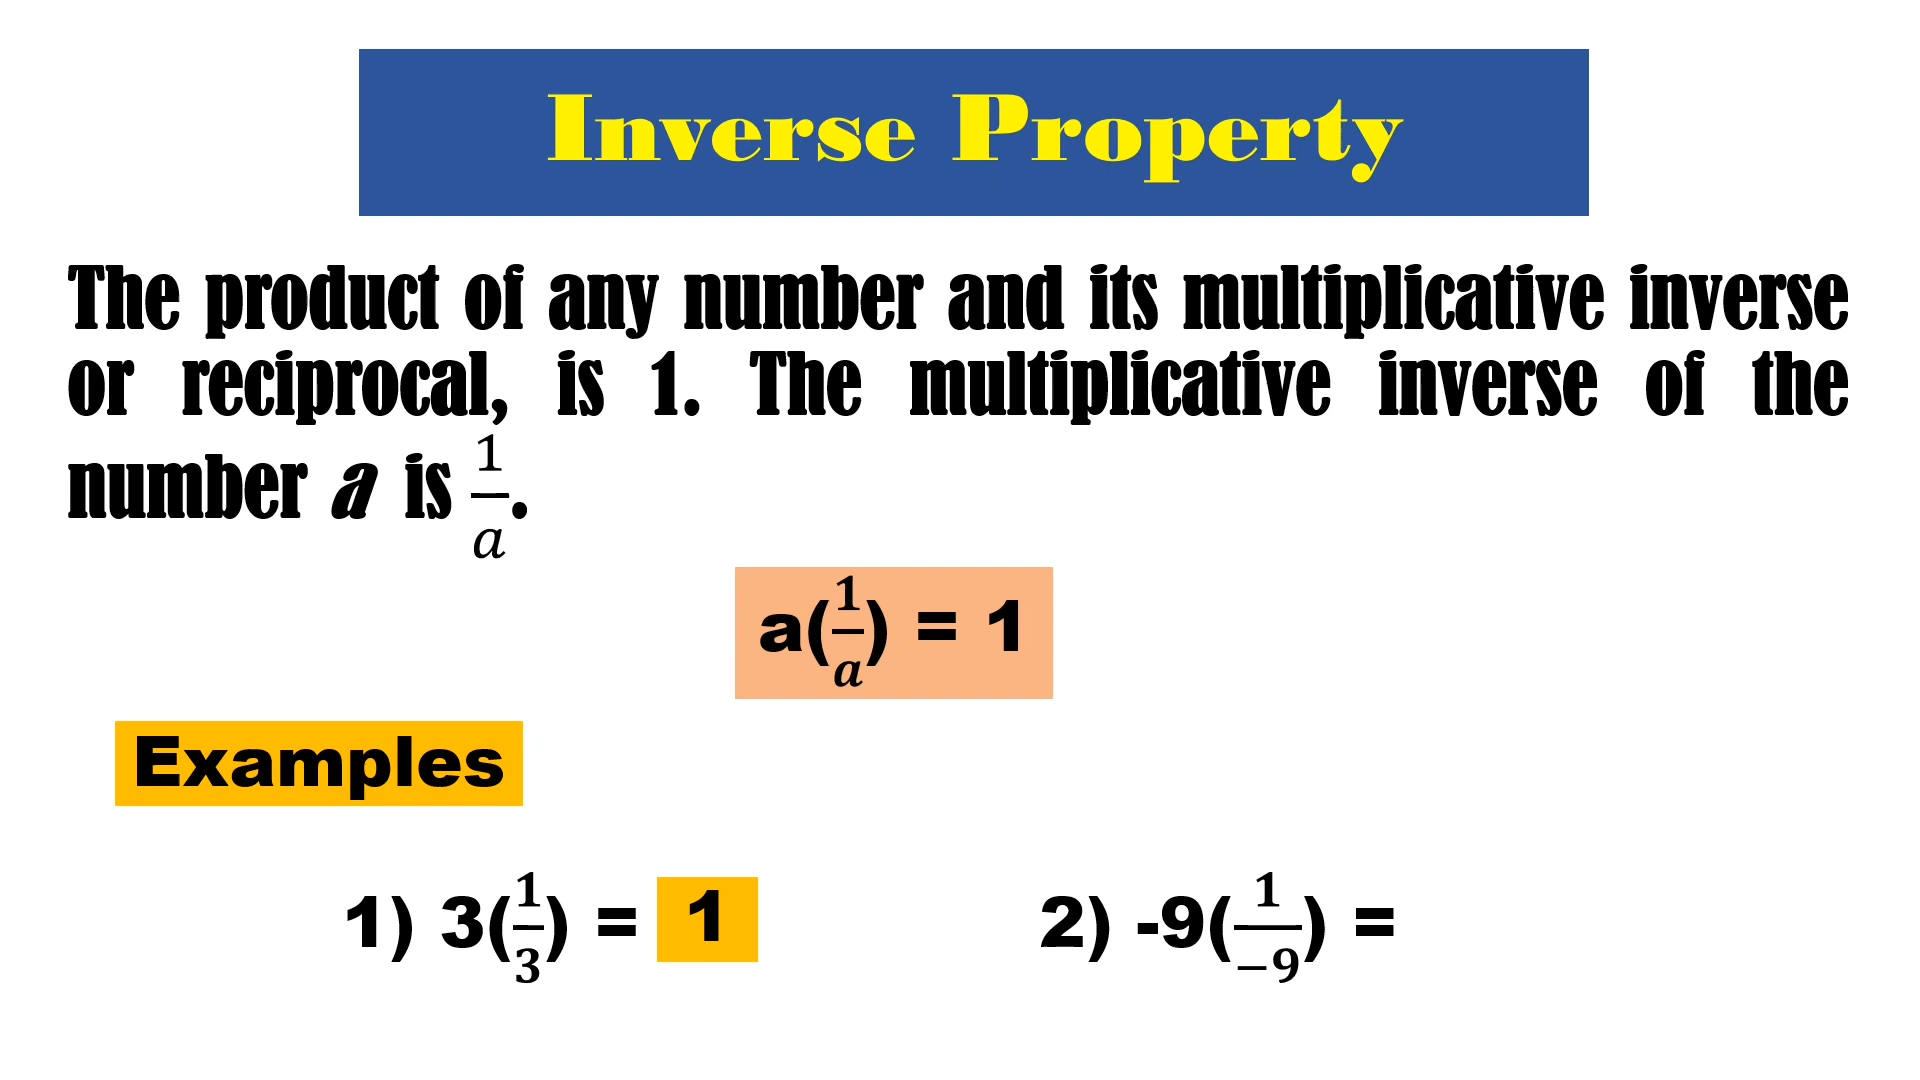 Inverse Property
The product of any number and its multiplicative inverse
or reciprocal, is 1. The multiplicative inverse of the
number a is 1/a.
a(1/a) = 1
Examples
1) 3(1/3) = 1
2) -9(1/−9) =